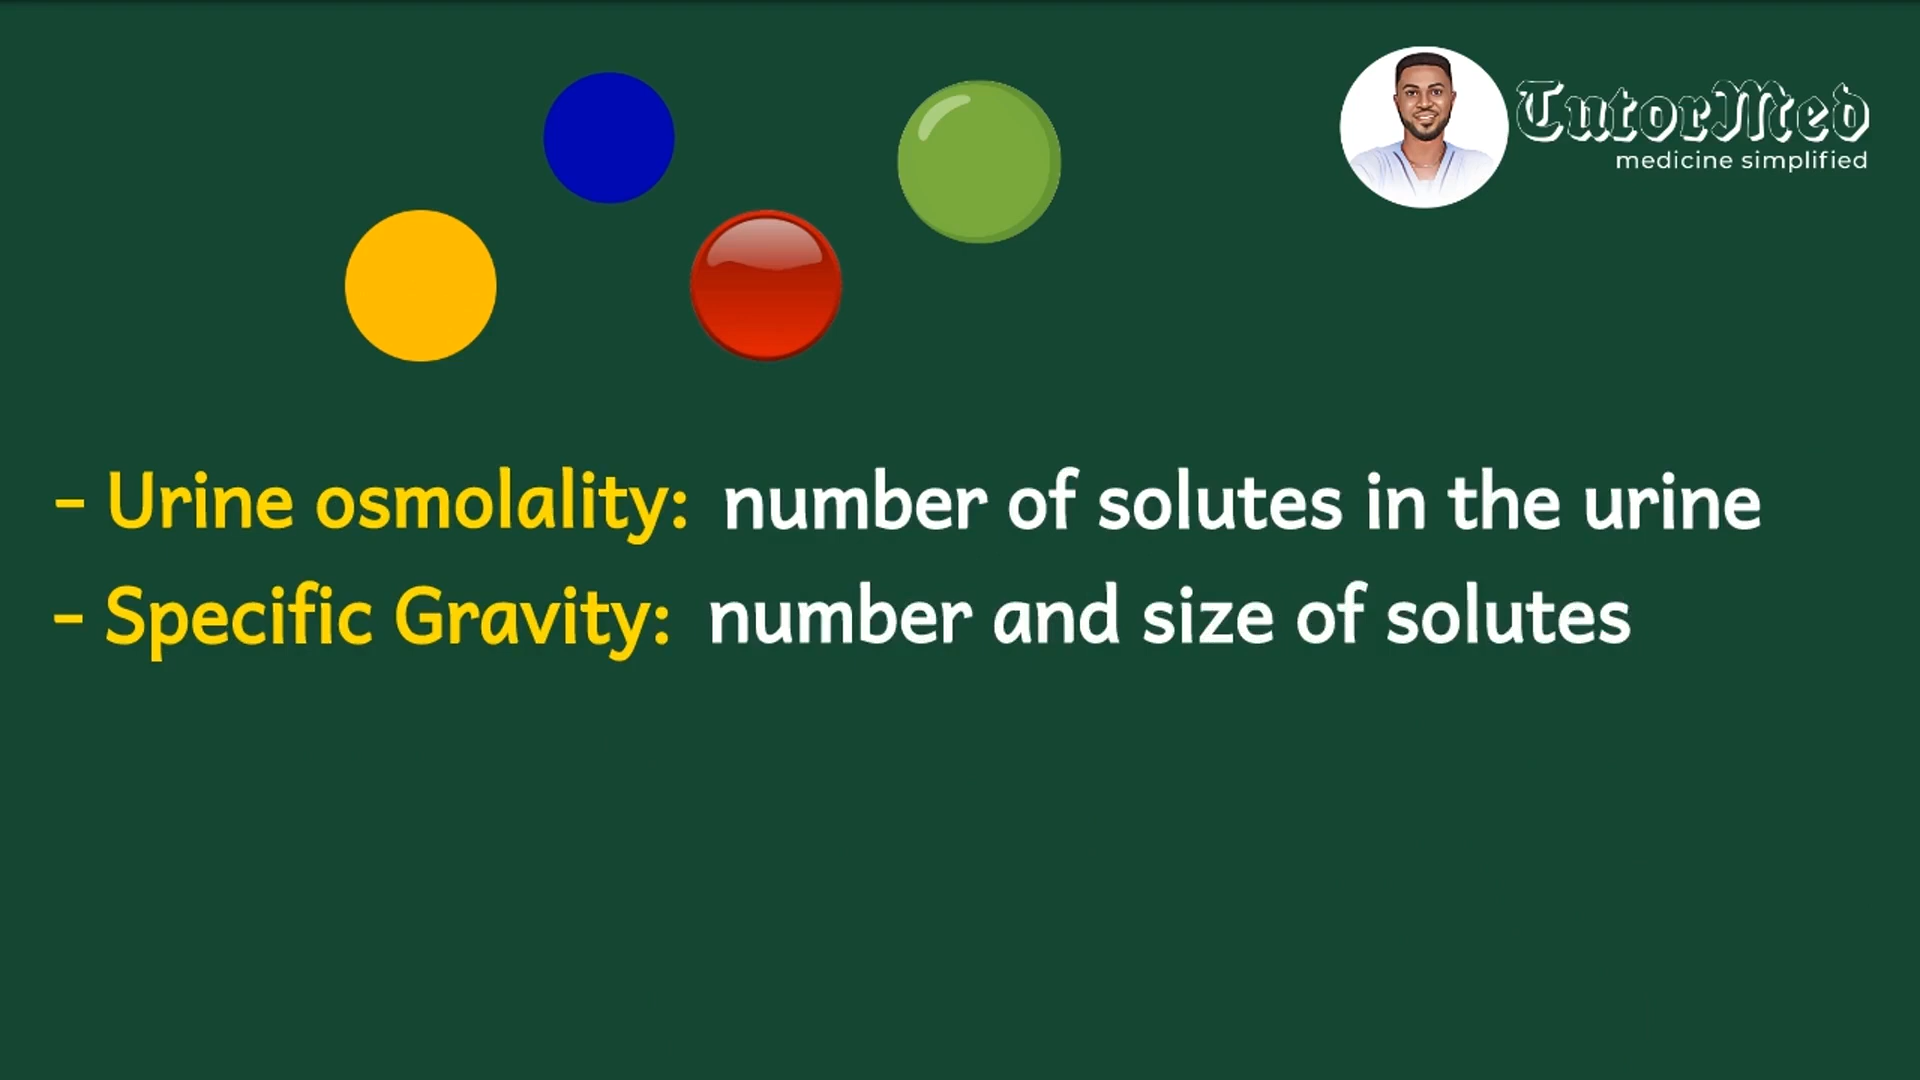 TutorMed
medicine simplified
- Urine osmolality: number of solutes in the urine
- Specific Gravity: number and size of solutes